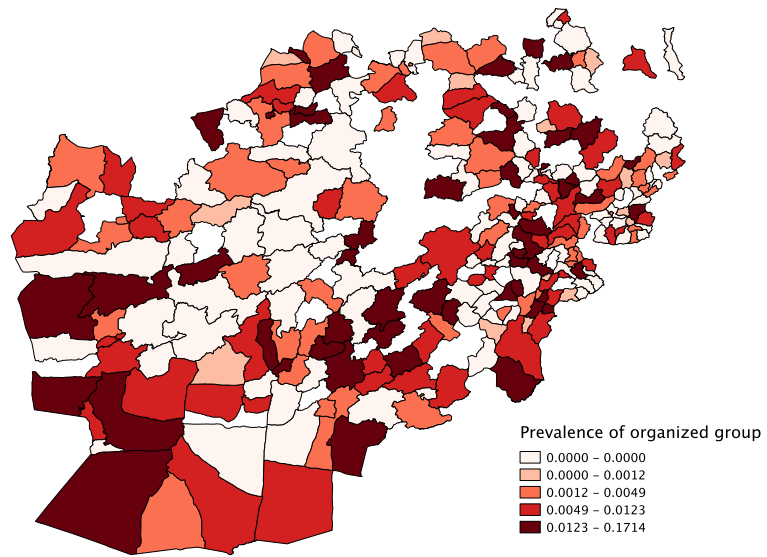 Prevalence of organized group
0.0000 – 0.0000
0.0000 – 0.0012
0.0012 – 0.0049
0.0049 – 0.0123
0.0123 – 0.1714